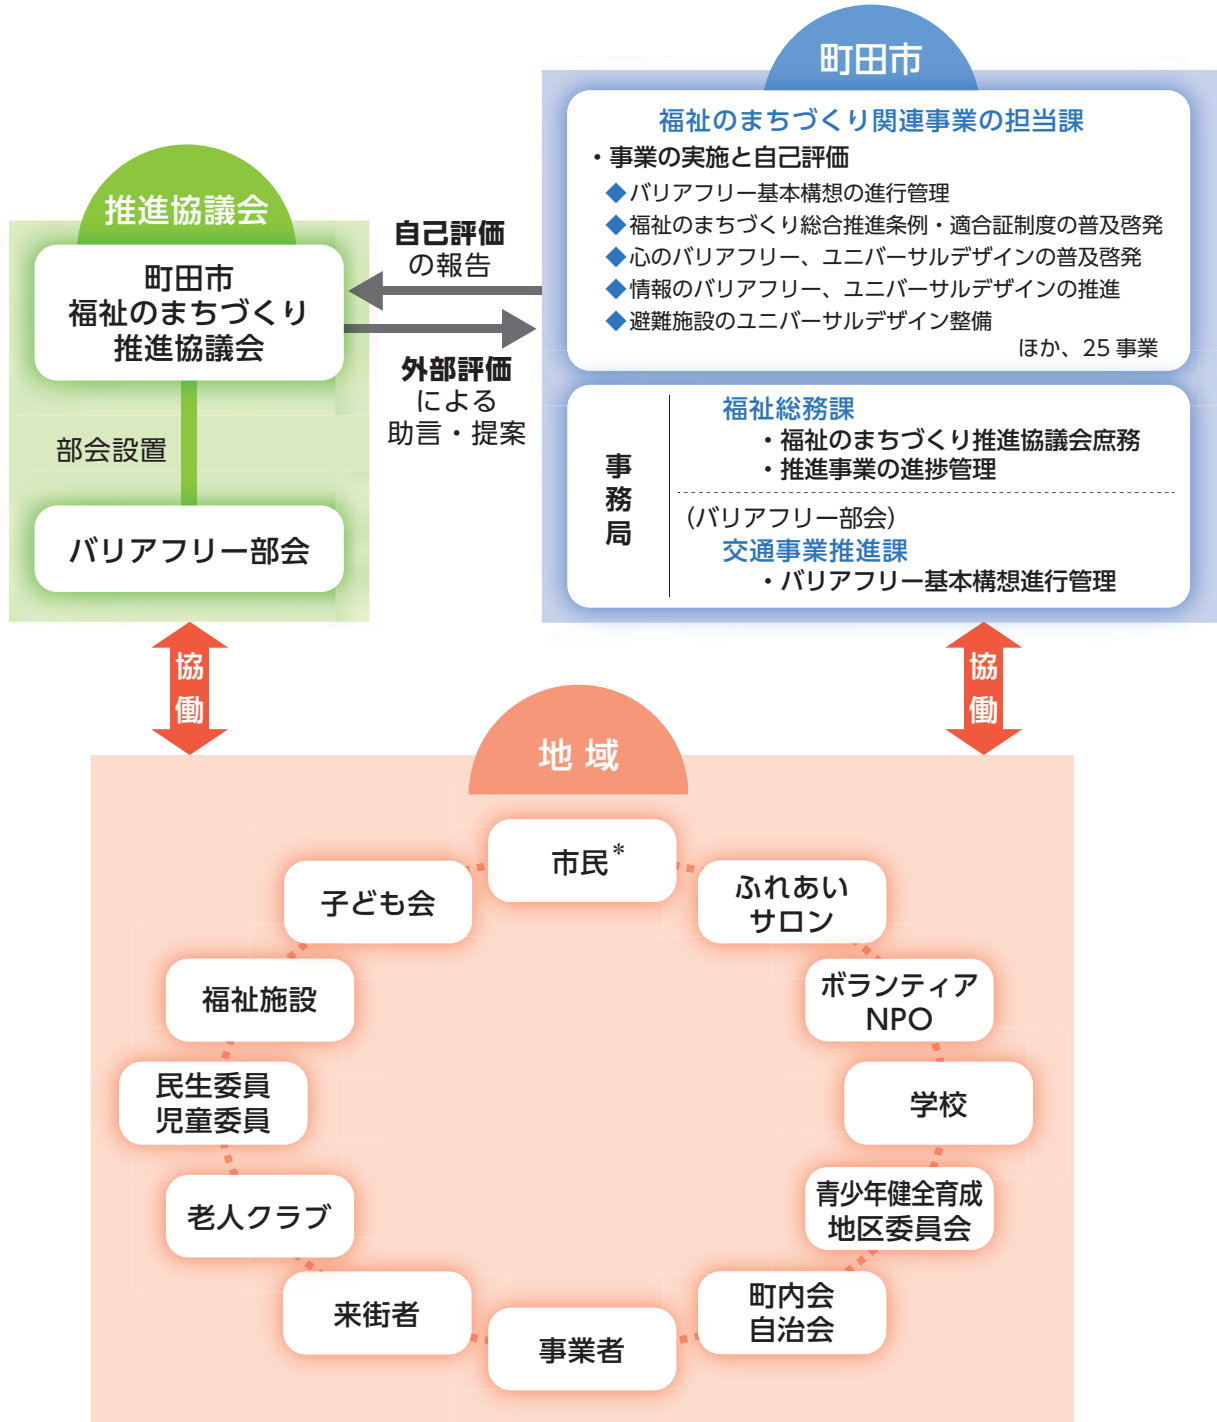 町田市
福祉のまちづくり関連事業の担当課
・事業の実施と自己評価
◆バリアフリー基本構想の進行管理
◆福祉のまちづくり総合推進条例・適合証制度の普及啓発
◆心のバリアフリー、ユニバーサルデザインの普及啓発
◆情報のバリアフリー、ユニバーサルデザインの推進
◆避難施設のユニバーサルデザイン整備
ほか、25 事業
推進協議会
町田市
福祉のまちづくり
推進協議会
部会設置
バリアフリー部会
自己評価
の報告
外部評価
による
助言・提案
事務局
福祉総務課
・福祉のまちづくり推進協議会庶務
・推進事業の進捗管理
(バリアフリー部会)
交通事業推進課
・バリアフリー基本構想進行管理
協働
協働
地域
市民*
ふれあい
サロン
ボランティア
NPO
学校
青少年健全育成
地区委員会
町内会
自治会
事業者
来街者
老人クラブ
民生委員
児童委員
福祉施設
子ども会